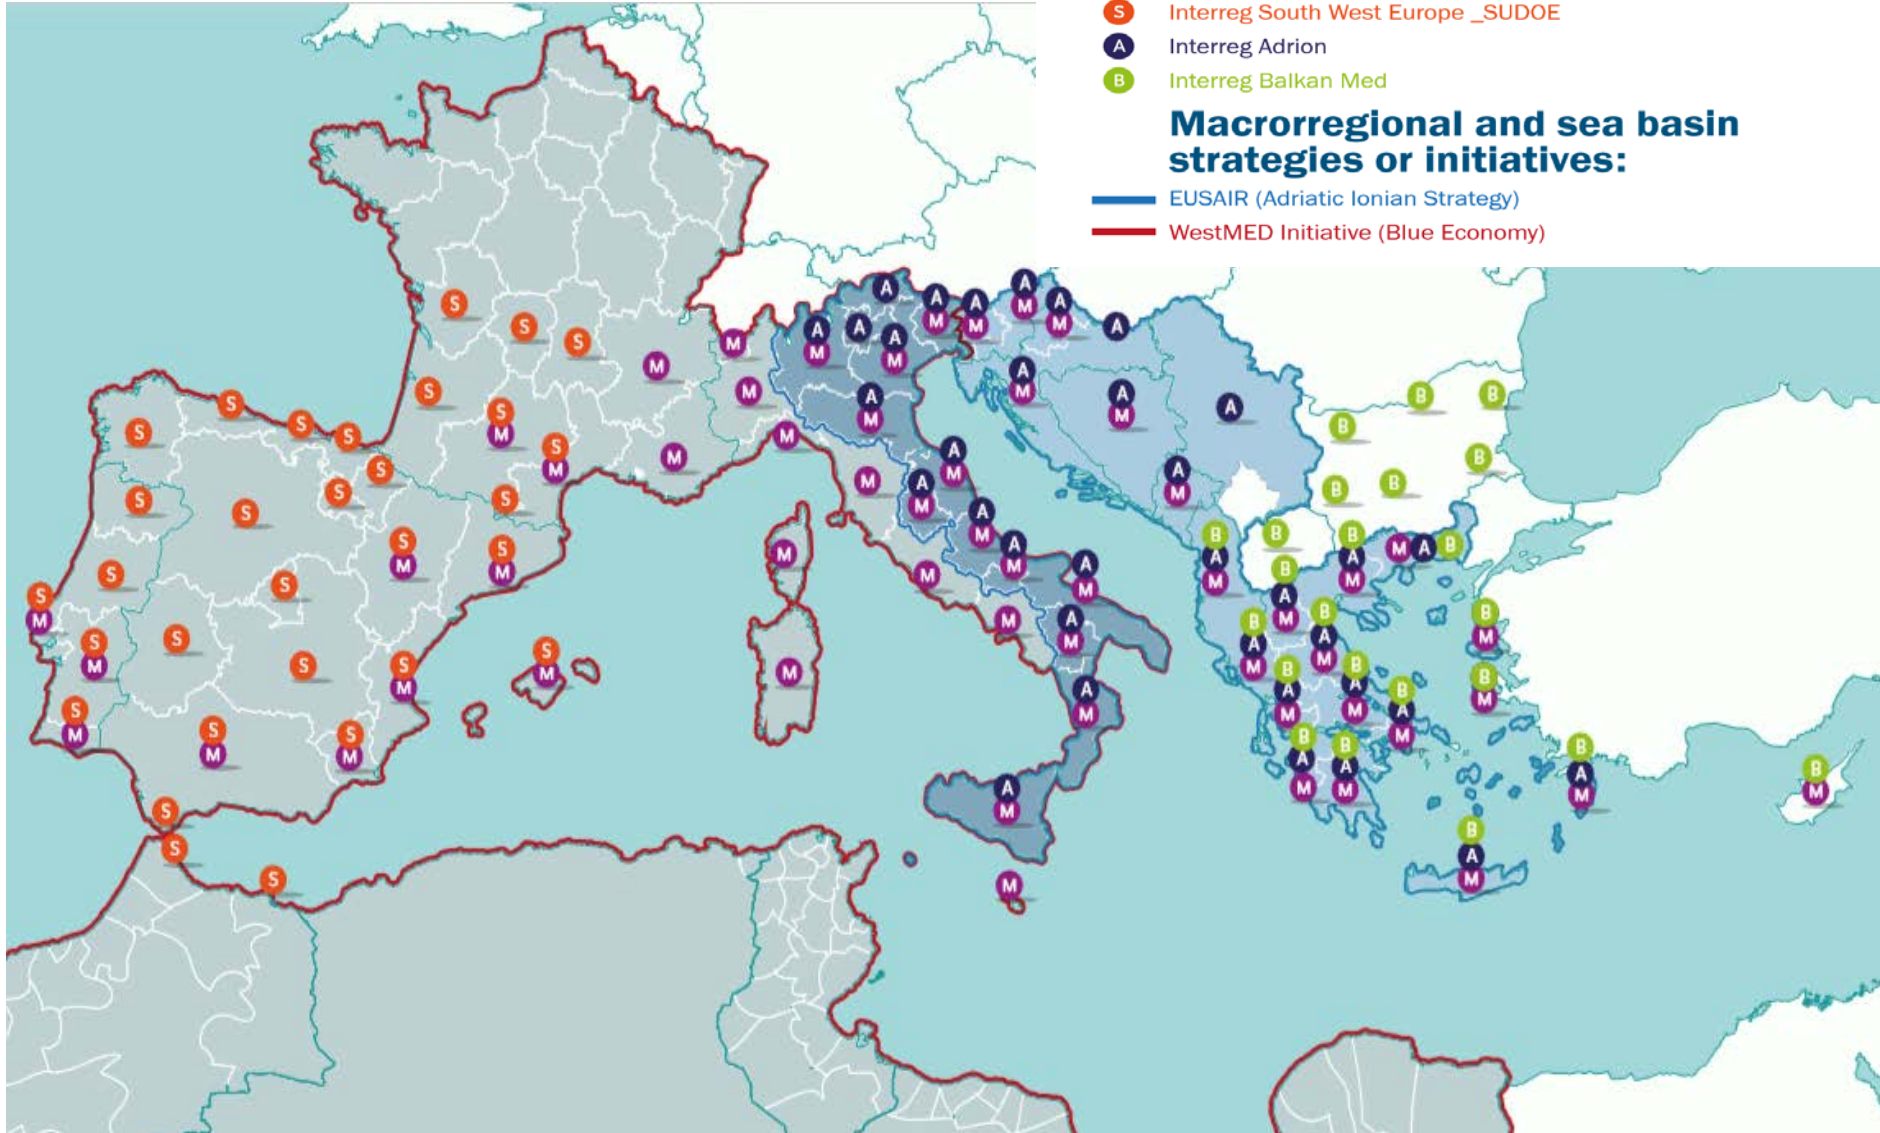 S Interreg South West Europe _SUDOE
A Interreg Adrion
B Interreg Balkan Med
Macrorregional and sea basin
strategies or initiatives:
EUSAIR (Adriatic Ionian Strategy)
WestMED Initiative (Blue Economy)